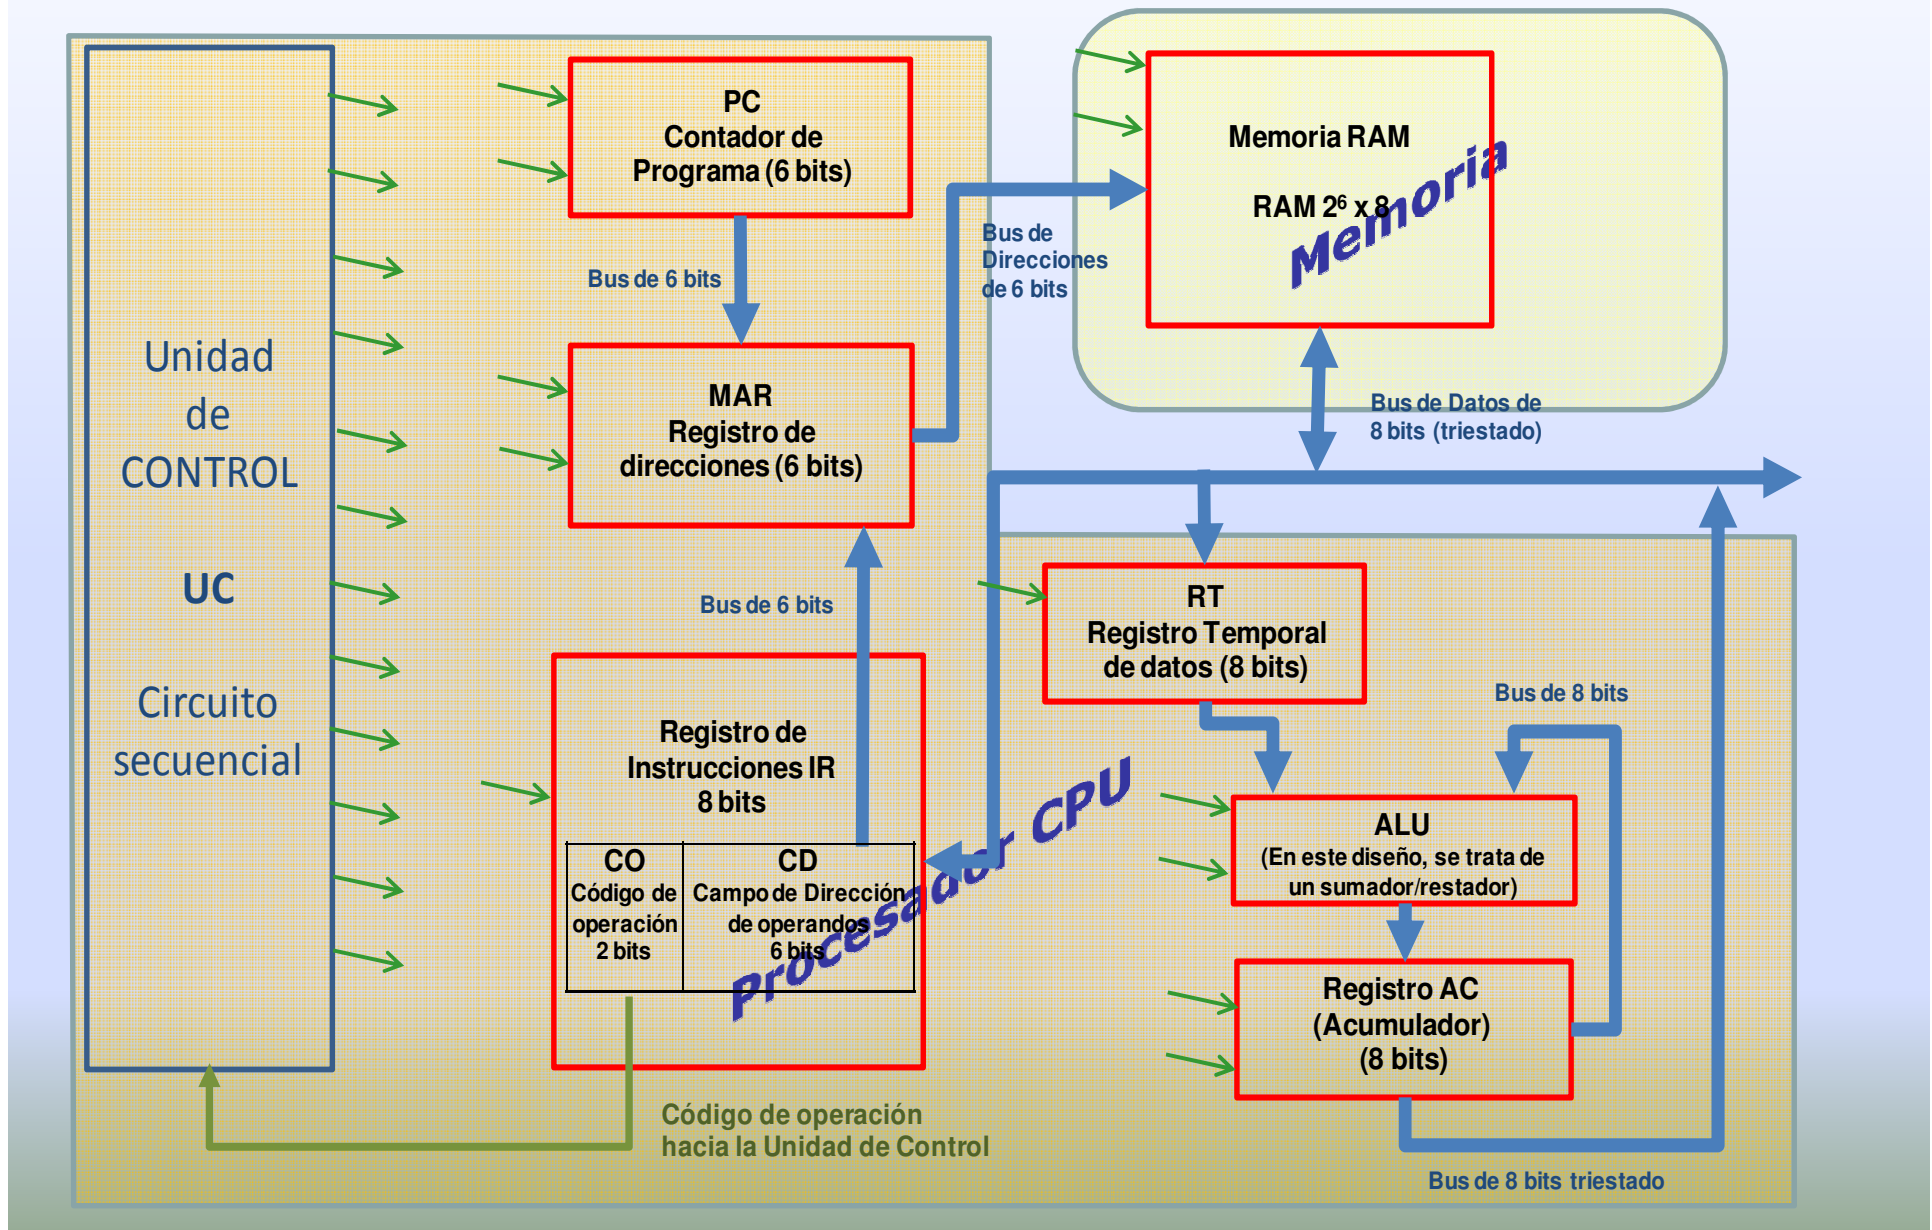 Unidad
de
CONTROL
UC
Circuito
secuencial
PC
Contador de
Programa (6 bits)
Bus de 6 bits
MAR
Registro de
direcciones (6 bits)
Bus de 6 bits
Registro de
Instrucciones IR
8 bits
CO
Código de
operación
2 bits
CD
Campo de Dirección
de operandos
6 bits
Código de operación
hacia la Unidad de Control
Procesador CPU
Bus de
Direcciones
de 6 bits
Memoria RAM
RAM 2⁶ x 8
Memoria
Bus de Datos de
8 bits (triestado)
RT
Registro Temporal
de datos (8 bits)
Bus de 8 bits
ALU
(En este diseño, se trata de
un sumador/restador)
Registro AC
(Acumulador)
(8 bits)
Bus de 8 bits triestado